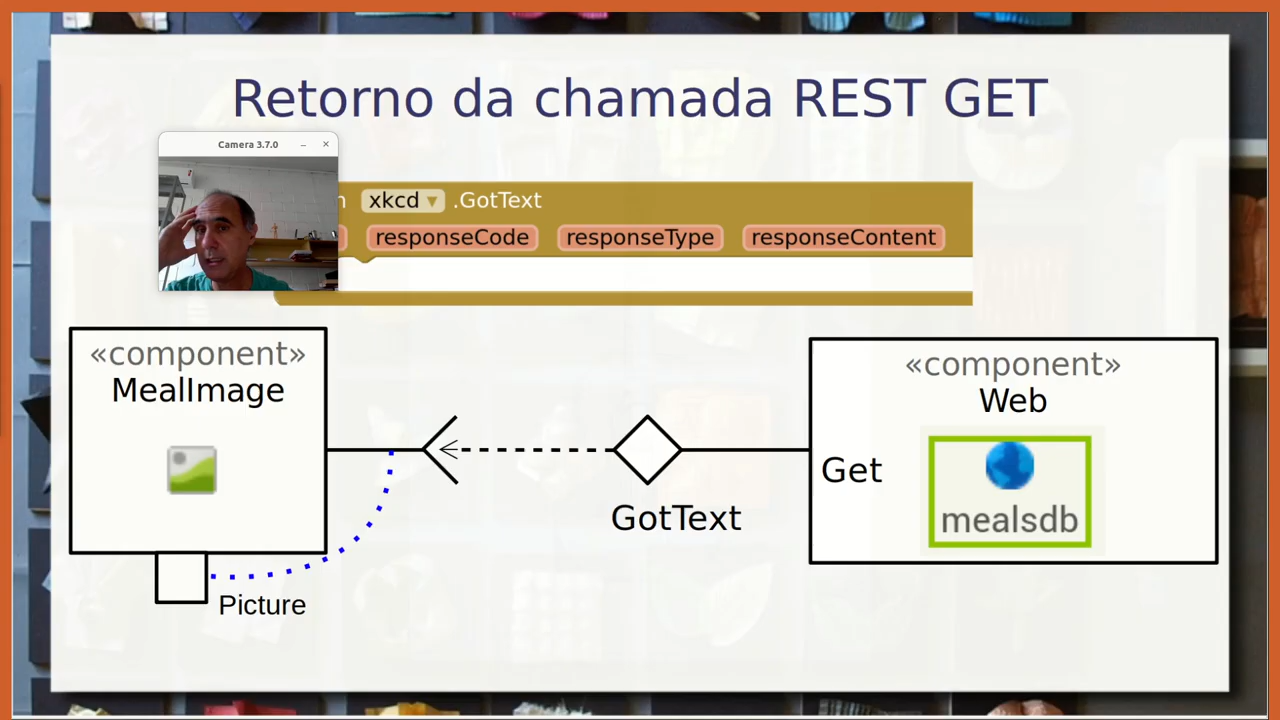 Retorno da chamada REST GET
Camera 3.7.0
xkcd .GotText
responseCode responseType responseContent
«component»
MealImage
Picture
GotText
«component»
Web
Get
mealsdb